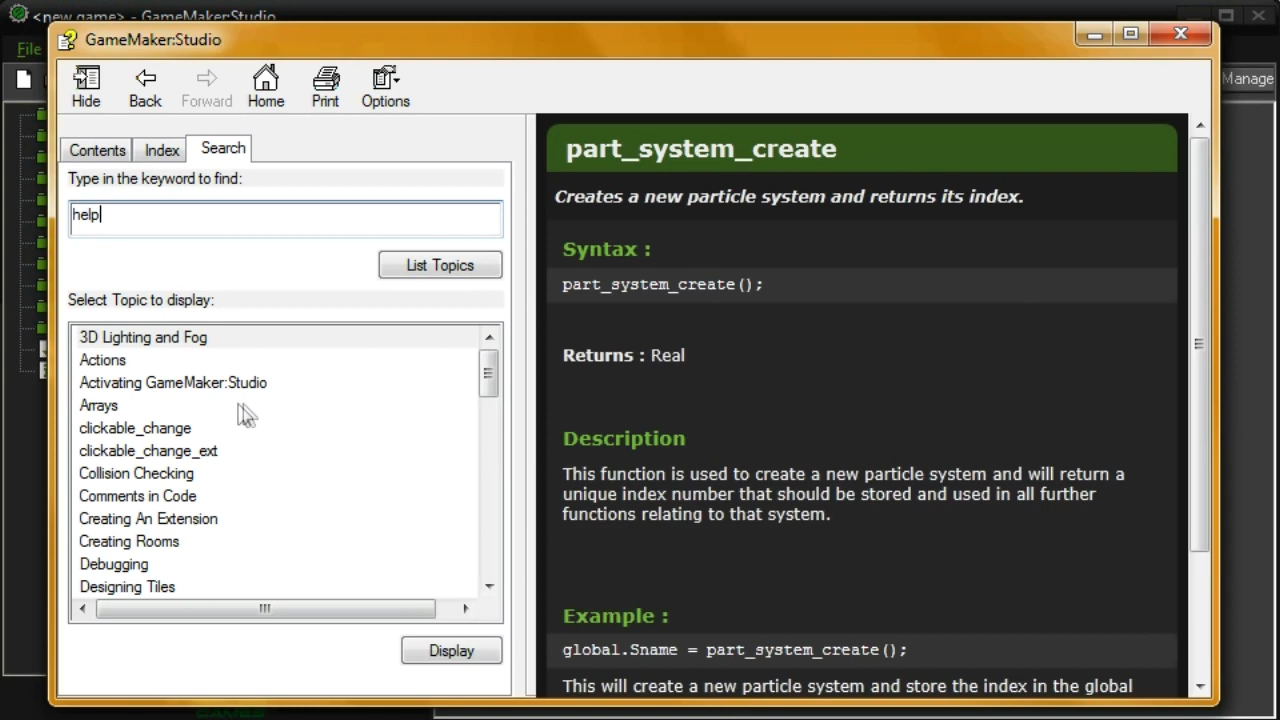 <new game> - GameMaker:Studio
File
GameMaker:Studio
Manage
Hide
Back
Forward
Home
Print
Options
Contents
Index
Search
Type in the keyword to find:
help
List Topics
Select Topic to display:
3D Lighting and Fog
Actions
Activating GameMaker:Studio
Arrays
clickable_change
clickable_change_ext
Collision Checking
Comments in Code
Creating An Extension
Creating Rooms
Debugging
Designing Tiles
Display
part_system_create
Creates a new particle system and returns its index.
Syntax :
part_system_create();
Returns : Real
Description
This function is used to create a new particle system and will return a
unique index number that should be stored and used in all further
functions relating to that system.
Example :
global.Sname = part_system_create();
This will create a new particle system and store the index in the global